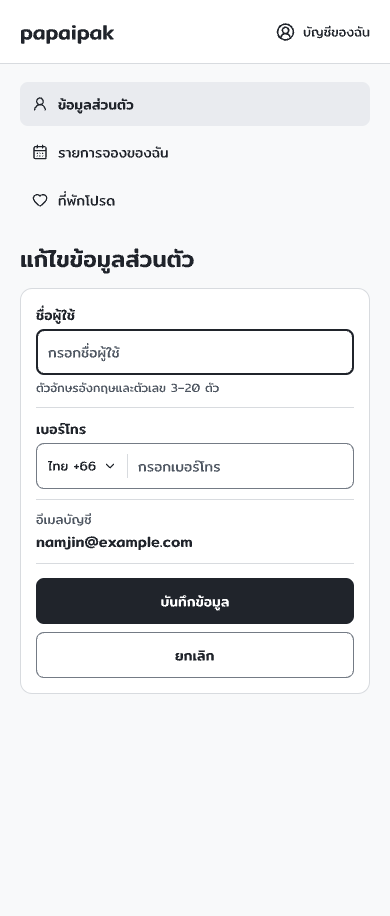 papaipak
บัญชีของฉัน
ข้อมูลส่วนตัว
รายการจองของฉัน
ที่พักโปรด
แก้ไขข้อมูลส่วนตัว
ชื่อผู้ใช้
กรอกชื่อผู้ใช้
ตัวอักษรอังกฤษและตัวเลข 3–20 ตัว
เบอร์โทร
ไทย +66
กรอกเบอร์โทร
อีเมลบัญชี
namjin@example.com
บันทึกข้อมูล
ยกเลิก